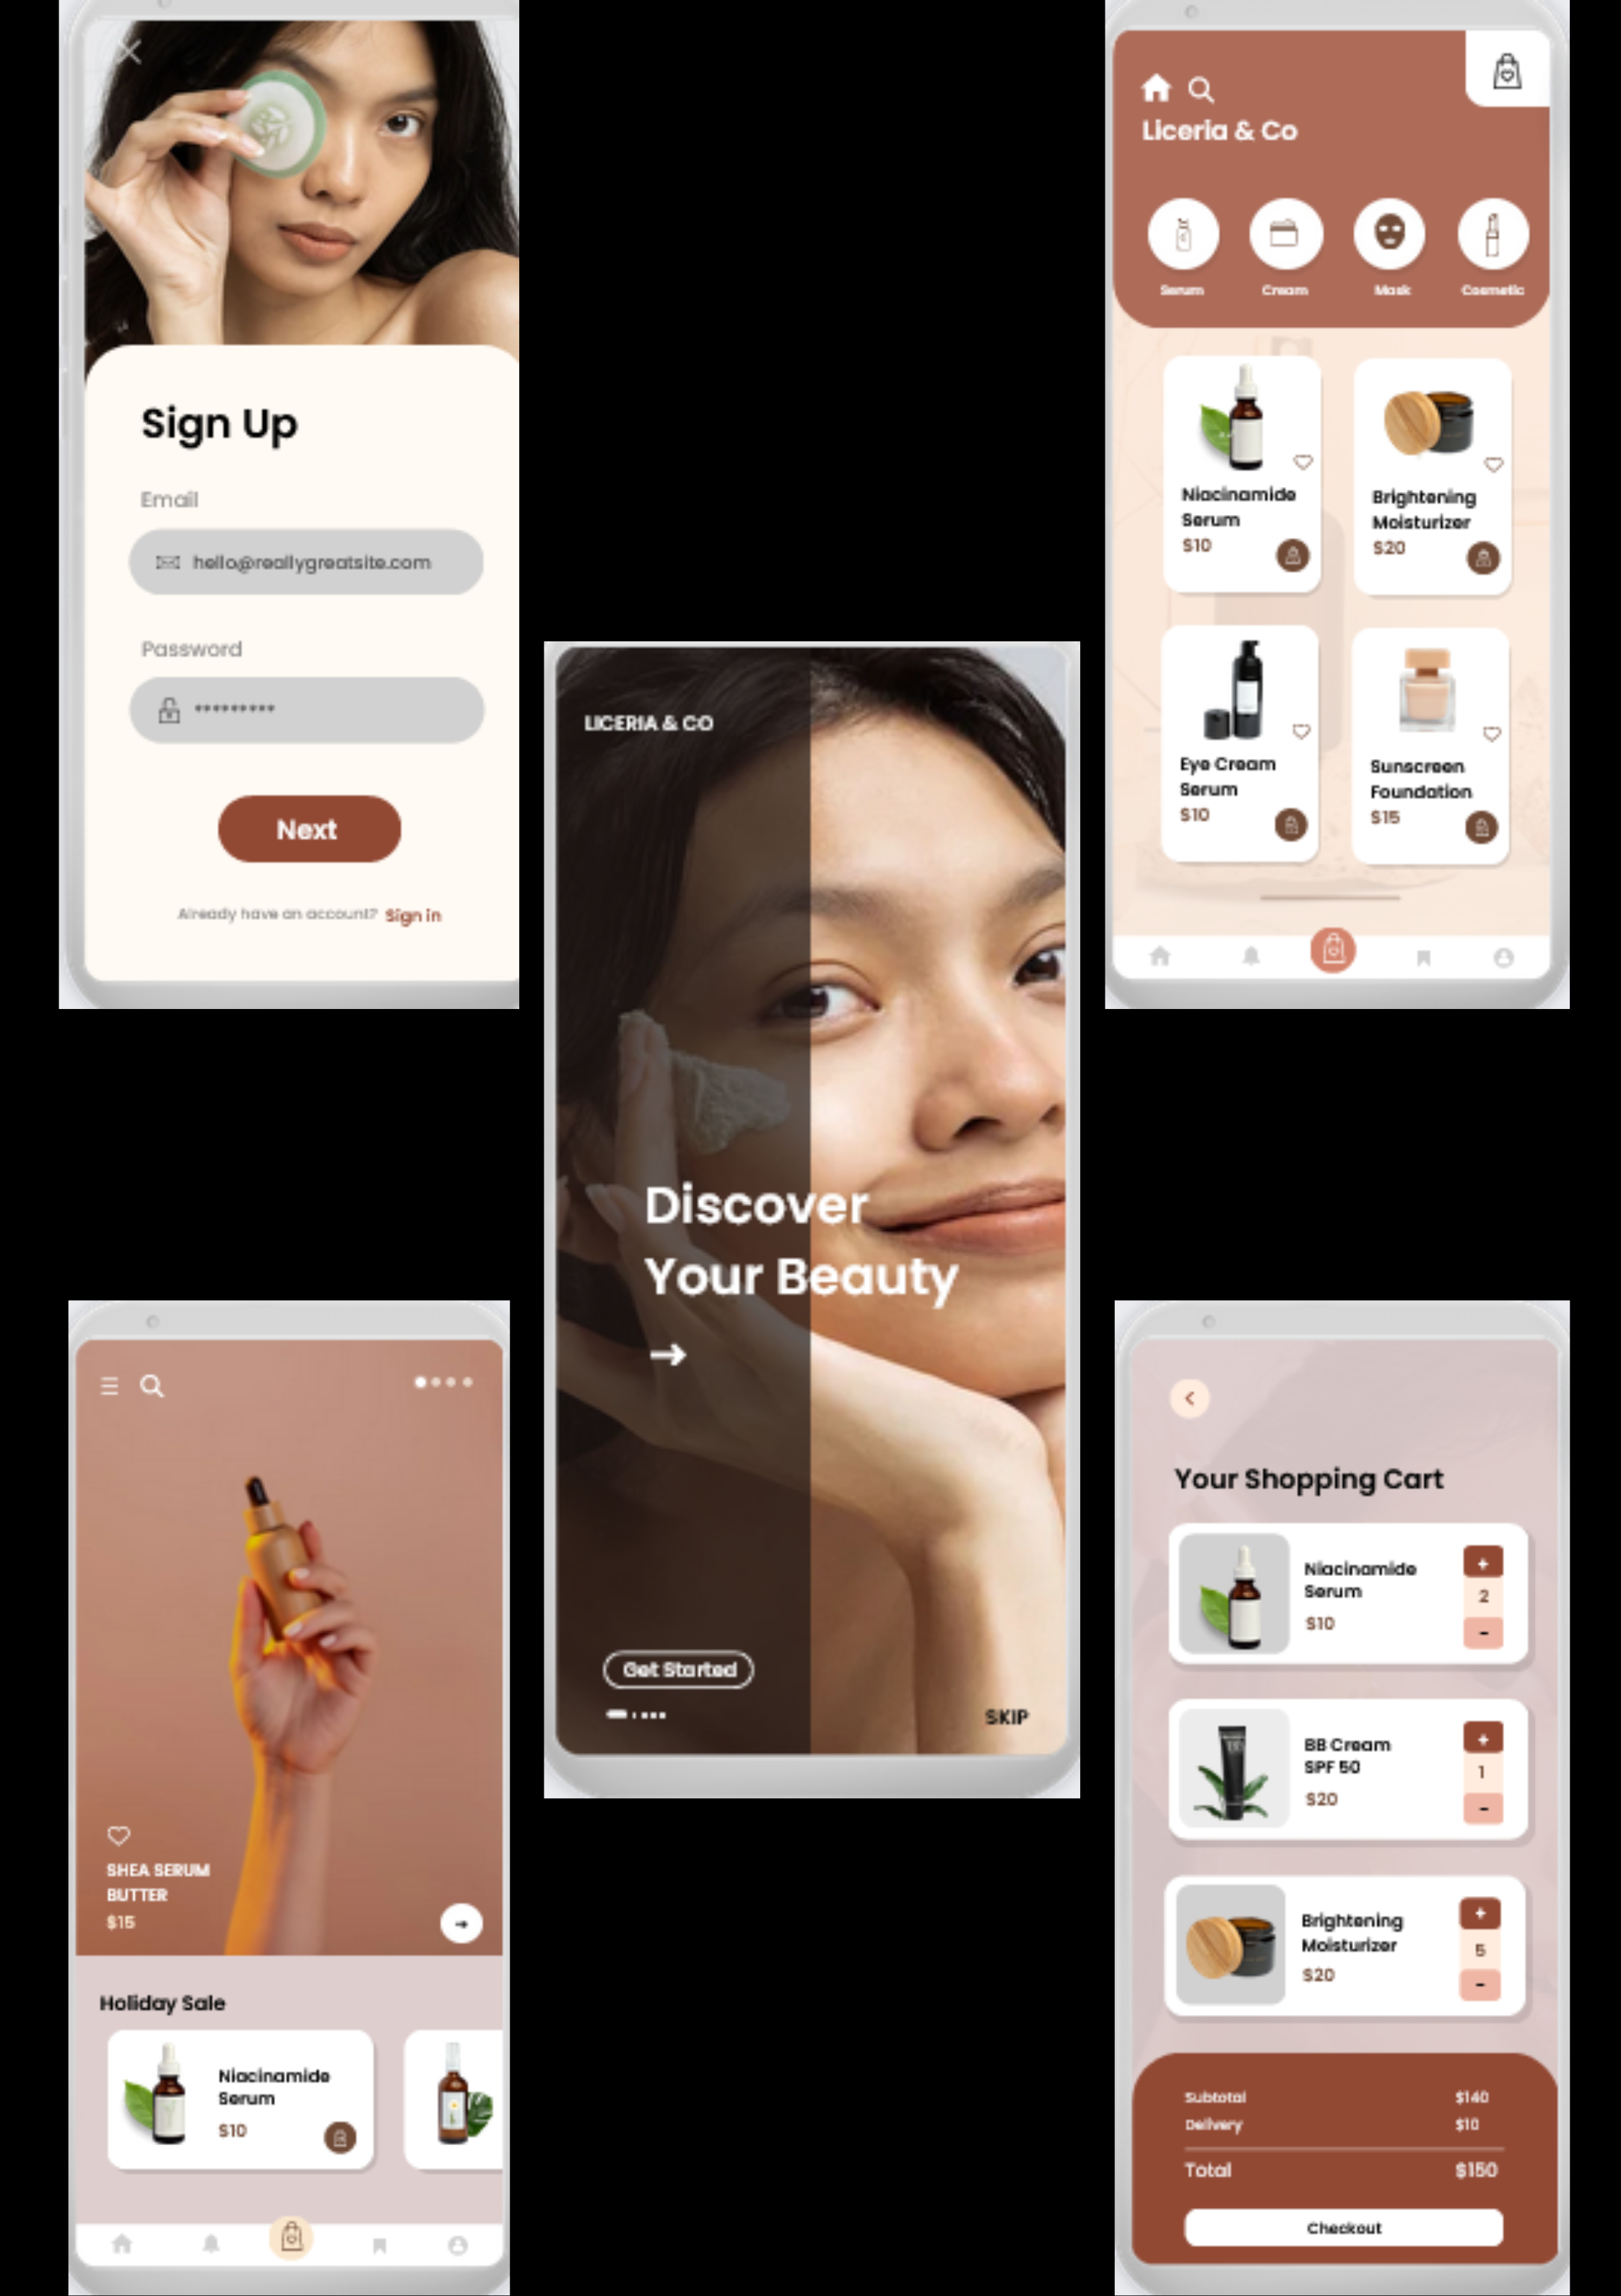 Sign Up
Email
hello@reallygreatsite.com
Password
*********
Next
Already have an account? Sign in
Liceria & Co
Serum
Cream
Mask
Cosmetic
Niacinamide
Serum
$10
Brightening
Moisturizer
$20
Eye Cream
Serum
$10
Sunscreen
Foundation
$15
LICERIA & CO
Discover
Your Beauty
Get Started
SKIP
SHEA SERUM
BUTTER
$15
Holiday Sale
Niacinamide
Serum
$10
Your Shopping Cart
Niacinamide
Serum
$10
+
2
-
BB Cream
SPF 50
$20
+
1
-
Brightening
Moisturizer
$20
+
5
-
Subtotal $140
Delivery $10
Total $150
Checkout